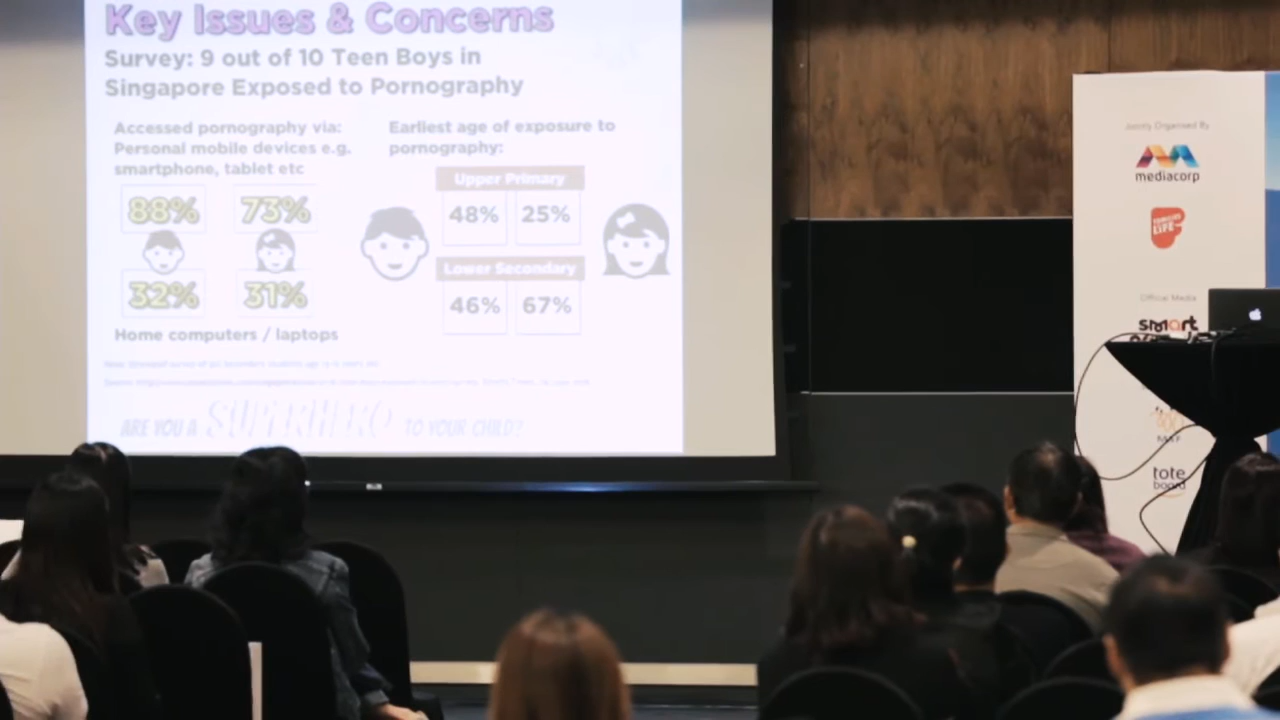 Key Issues & Concerns
Survey: 9 out of 10 Teen Boys in
Singapore Exposed to Pornography
Accessed pornography via:
Personal mobile devices e.g.
smartphone, tablet etc
88% 73%
32% 31%
Home computers / laptops
Earliest age of exposure to
pornography:
Upper Primary
48% 25%
Lower Secondary
46% 67%
ARE YOU A SUPERHERO TO YOUR CHILD?
Jointly Organised By
mediacorp
FAMILIES
LIFE
Official Media
smart
tote
board